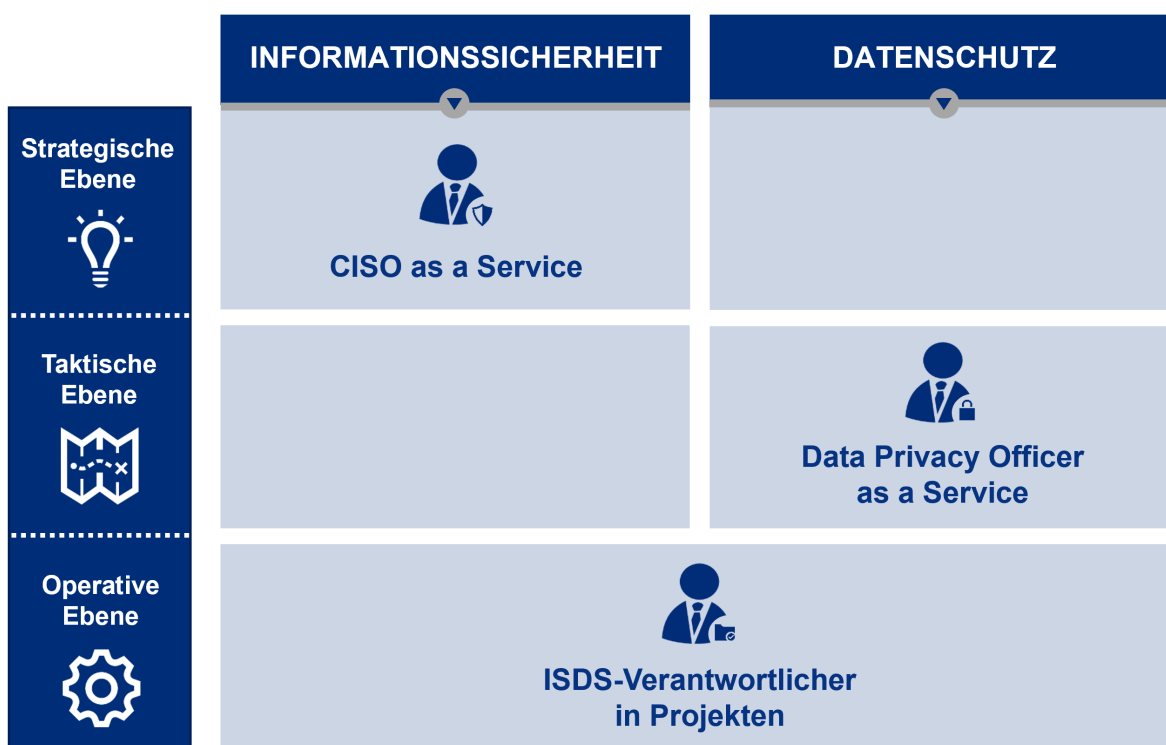 INFORMATIONSSICHERHEIT
DATENSCHUTZ
Strategische
Ebene
CISO as a Service
Taktische
Ebene
Data Privacy Officer
as a Service
Operative
Ebene
ISDS-Verantwortlicher
in Projekten